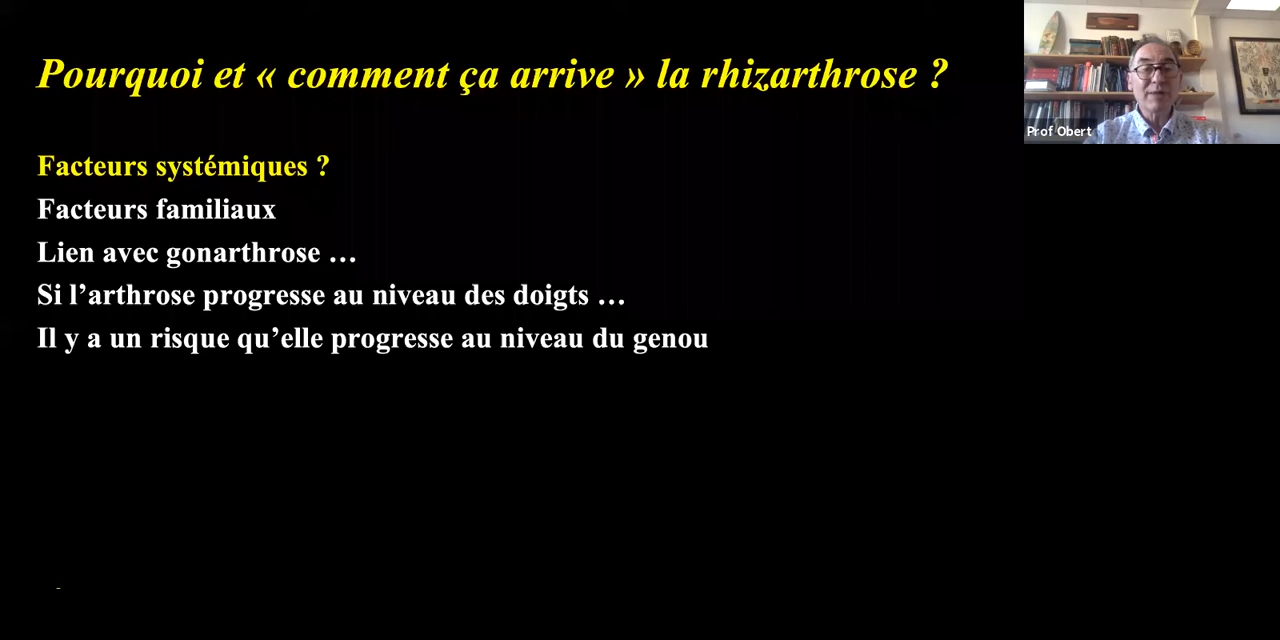 Pourquoi et « comment ça arrive » la rhizarthrose ?
Prof Obert
Facteurs systémiques ?
Facteurs familiaux
Lien avec gonarthrose …
Si l’arthrose progresse au niveau des doigts …
Il y a un risque qu’elle progresse au niveau du genou